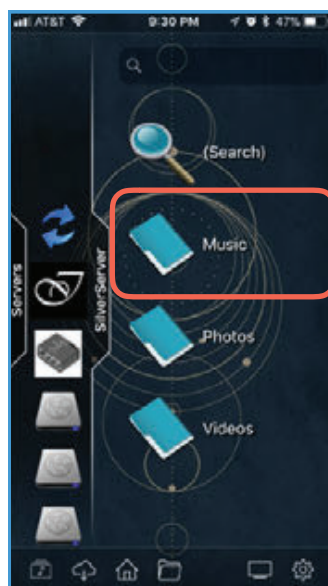 AT&T 9:30 PM 47%
(Search)
Music
Servers
SilverServer
Photos
Videos